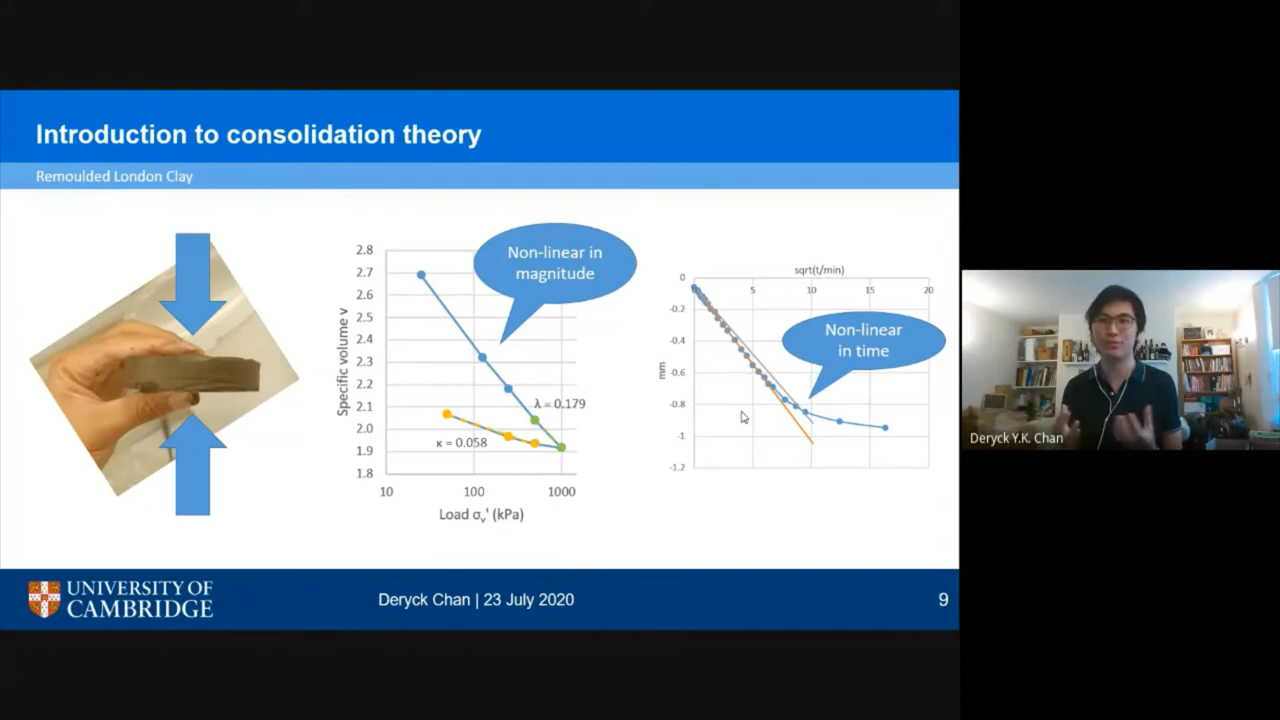 Introduction to consolidation theory
Remoulded London Clay
Non-linear in
magnitude
2.8
2.7
2.6
2.5
2.4
2.3
2.2
2.1
2.0
1.9
1.8
Specific volume v
λ = 0.179
κ = 0.058
10
100
1000
Load σv' (kPa)
sqrt(t/min)
0
5
10
15
20
-0.2
-0.4
-0.6
-0.8
-1
-1.2
mm
Non-linear
in time
Deryck Y.K. Chan
UNIVERSITY OF
CAMBRIDGE
Deryck Chan | 23 July 2020
9